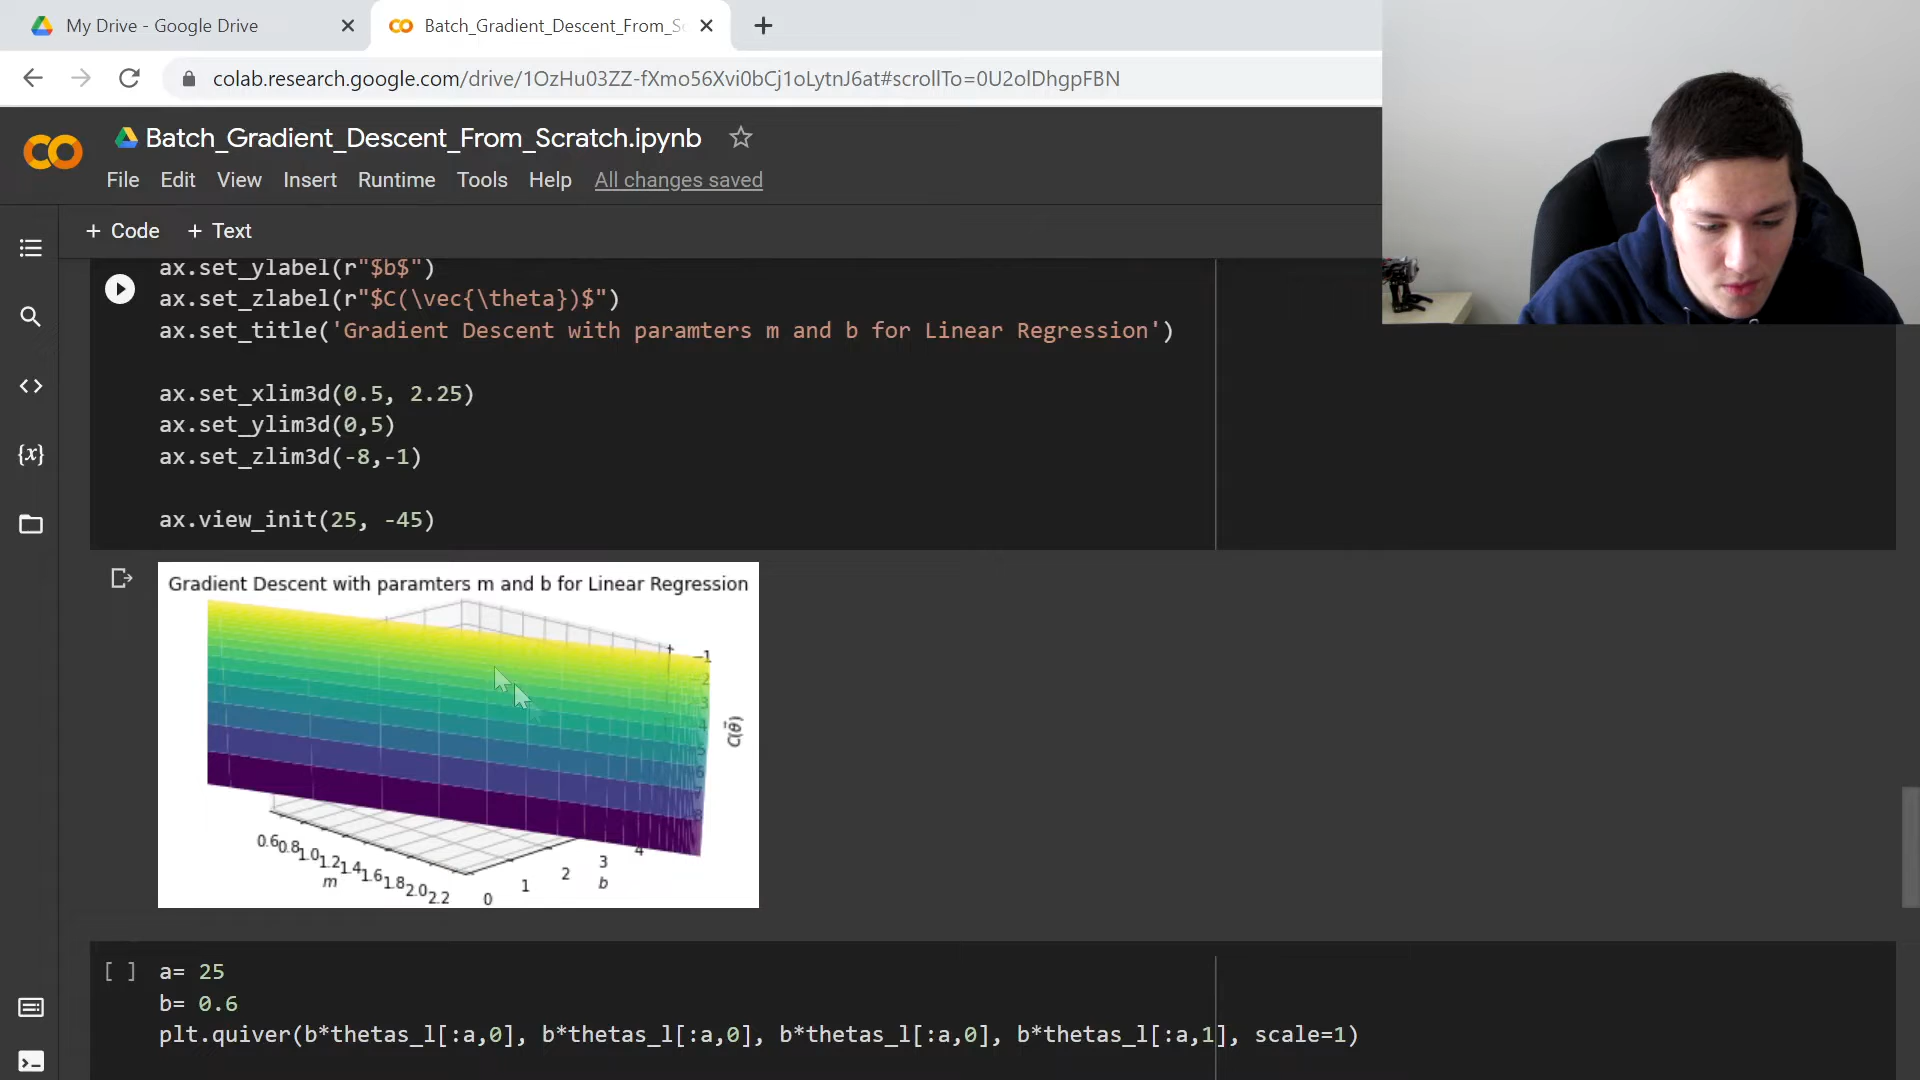 My Drive - Google Drive
Batch_Gradient_Descent_From_S
colab.research.google.com/drive/1OzHu03ZZ-fXmo56Xvi0bCj1oLytnJ6at#scrollTo=0U2olDhgpFBN
Batch_Gradient_Descent_From_Scratch.ipynb
File Edit View Insert Runtime Tools Help All changes saved
+ Code + Text
ax.set_ylabel(r"$b$")
ax.set_zlabel(r"$C(\vec{\theta})$")
ax.set_title('Gradient Descent with paramters m and b for Linear Regression')
ax.set_xlim3d(0.5, 2.25)
ax.set_ylim3d(0,5)
ax.set_zlim3d(-8,-1)
ax.view_init(25, -45)
Gradient Descent with paramters m and b for Linear Regression
−1
−2
C(θ⃗)
0.6 0.8 1.0 1.2 1.4 1.6 1.8 2.0 2.2
m
0 1 2 3 4
b
[ ] a= 25
b= 0.6
plt.quiver(b*thetas_l[:a,0], b*thetas_l[:a,0], b*thetas_l[:a,0], b*thetas_l[:a,1], scale=1)